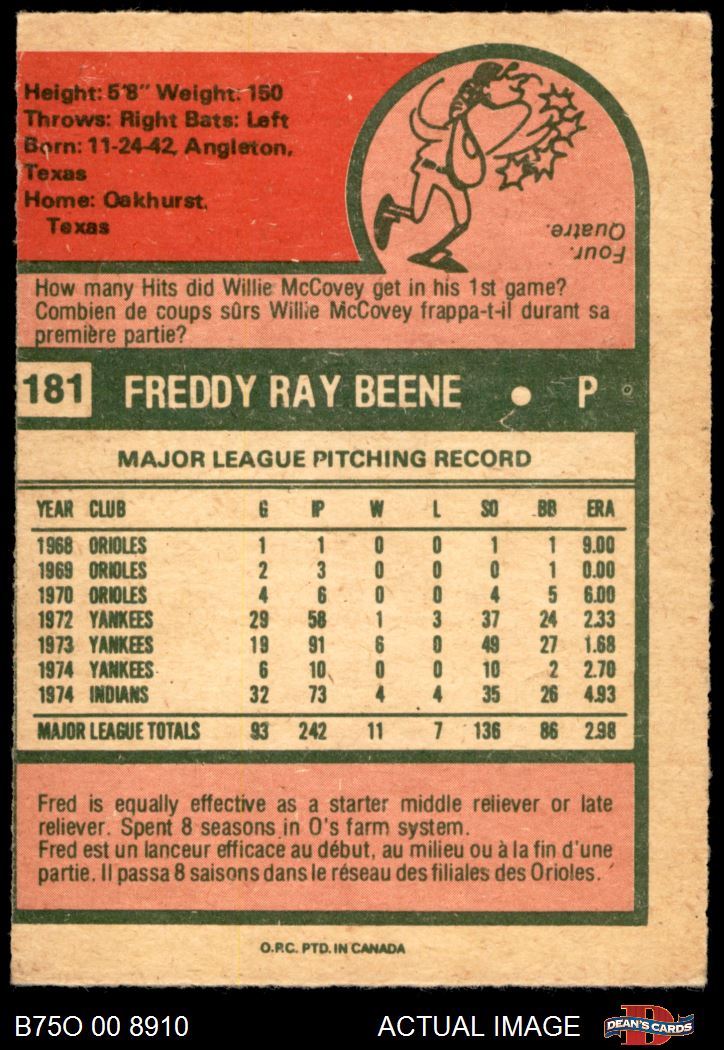 Height: 5'8" Weight: 150
Throws: Right Bats: Left
Born: 11-24-42, Angleton,
Texas
Home: Oakhurst,
Texas
Four.
Quatre.
How many Hits did Willie McCovey get in his 1st game?
Combien de coups sûrs Willie McCovey frappa-t-il durant sa
première partie?
181 FREDDY RAY BEENE • P
MAJOR LEAGUE PITCHING RECORD
YEAR CLUB G IP W L SO BB ERA
1968 ORIOLES 1 1 0 0 1 1 9.00
1969 ORIOLES 2 3 0 0 0 1 0.00
1970 ORIOLES 4 6 0 0 4 5 6.00
1972 YANKEES 29 58 1 3 37 24 2.33
1973 YANKEES 19 91 6 0 49 27 1.68
1974 YANKEES 6 10 0 0 10 2 2.70
1974 INDIANS 32 73 4 4 35 26 4.93
MAJOR LEAGUE TOTALS 93 242 11 7 136 86 2.98
Fred is equally effective as a starter middle reliever or late
reliever. Spent 8 seasons in O's farm system.
Fred est un lanceur efficace au début, au milieu ou à la fin d'une
partie. Il passa 8 saisons dans le réseau des filiales des Orioles.
O.P.C. PTD. IN CANADA
B75O 00 8910 ACTUAL IMAGE D DEAN'S CARDS